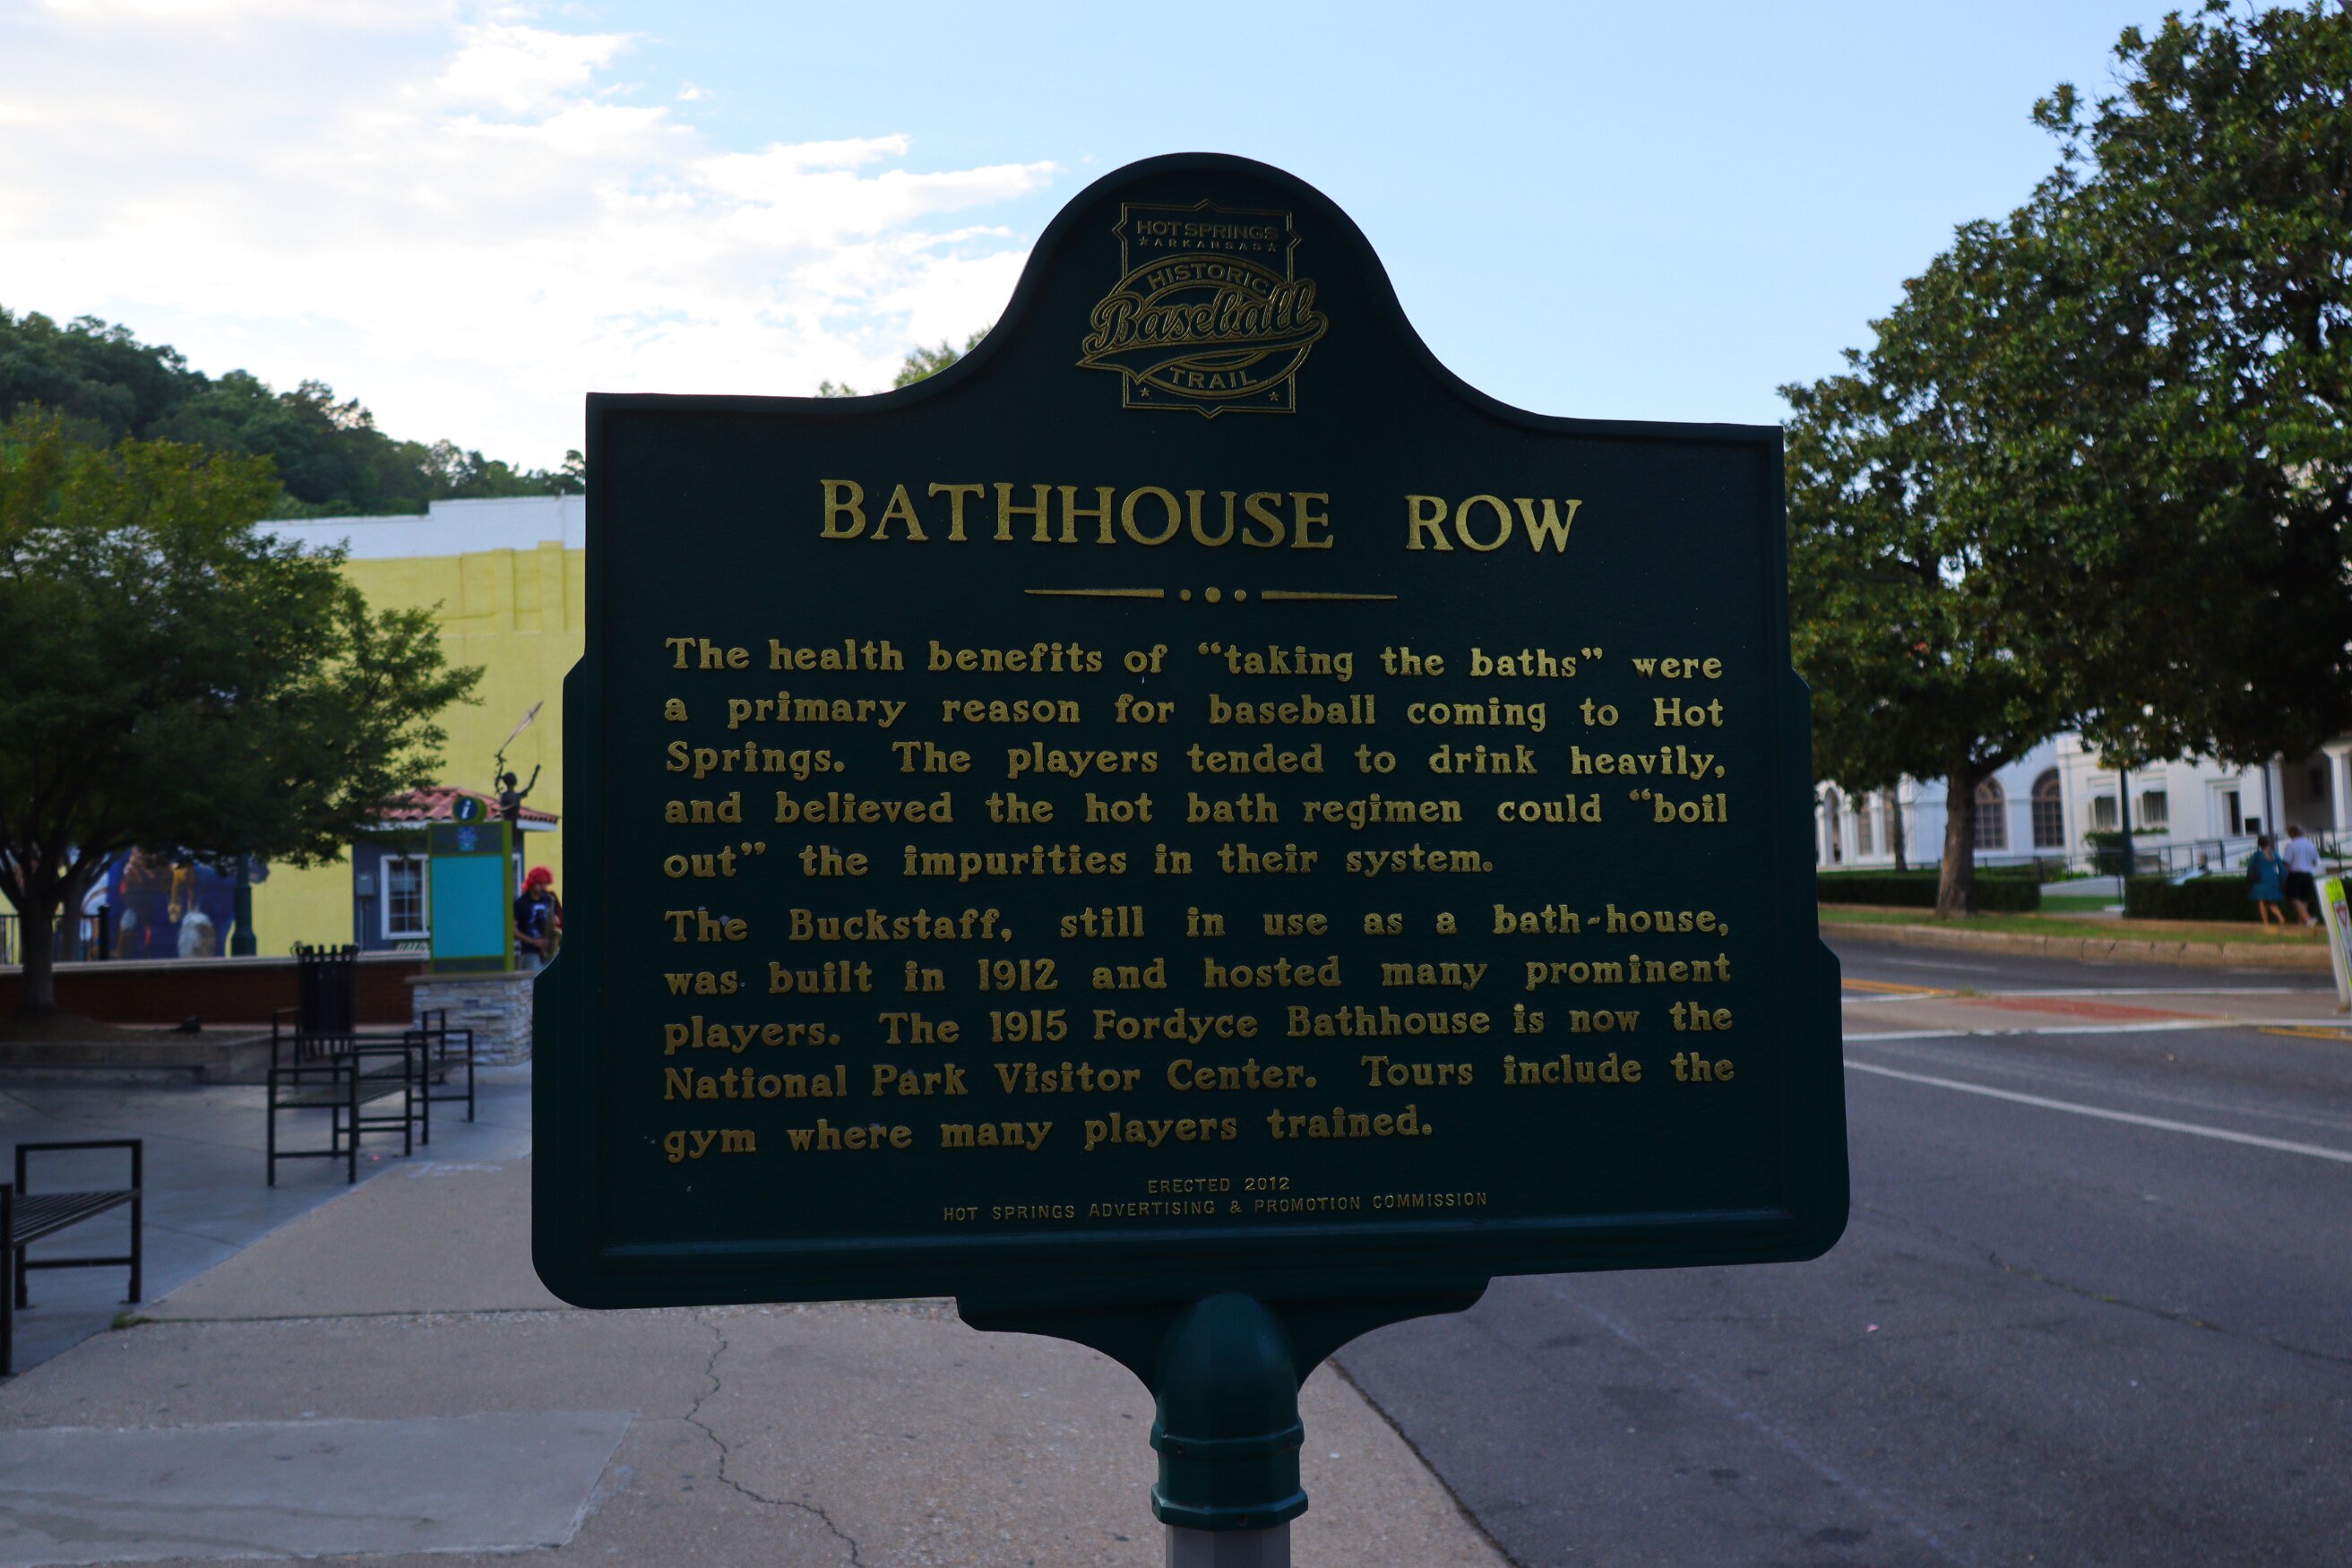 HOT SPRINGS
★ARKANSAS★
HISTORIC
Baseball
TRAIL
BATHHOUSE ROW
The health benefits of “taking the baths” were
a primary reason for baseball coming to Hot
Springs. The players tended to drink heavily,
and believed the hot bath regimen could “boil
out” the impurities in their system.
The Buckstaff, still in use as a bath-house,
was built in 1912 and hosted many prominent
players. The 1915 Fordyce Bathhouse is now the
National Park Visitor Center. Tours include the
gym where many players trained.
ERECTED 2012
HOT SPRINGS ADVERTISING & PROMOTION COMMISSION
i